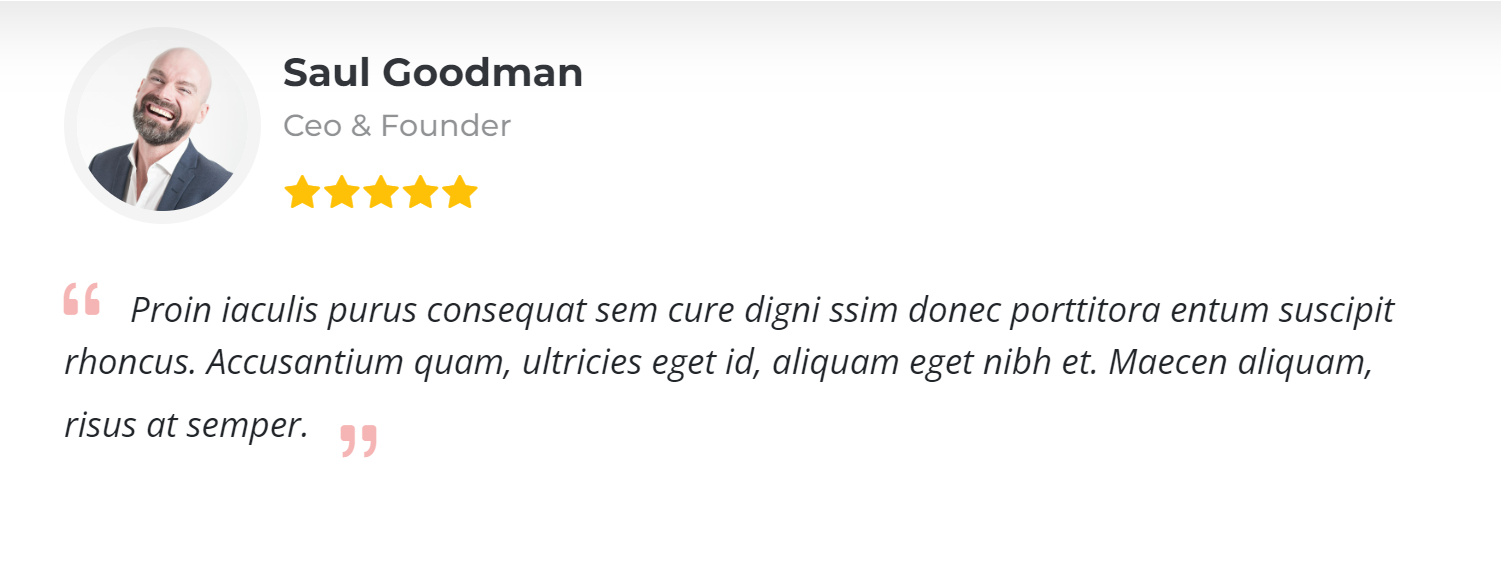 Saul Goodman
Ceo & Founder
“ Proin iaculis purus consequat sem cure digni ssim donec porttitora entum suscipit
rhoncus. Accusantium quam, ultricies eget id, aliquam eget nibh et. Maecen aliquam,
risus at semper. ”